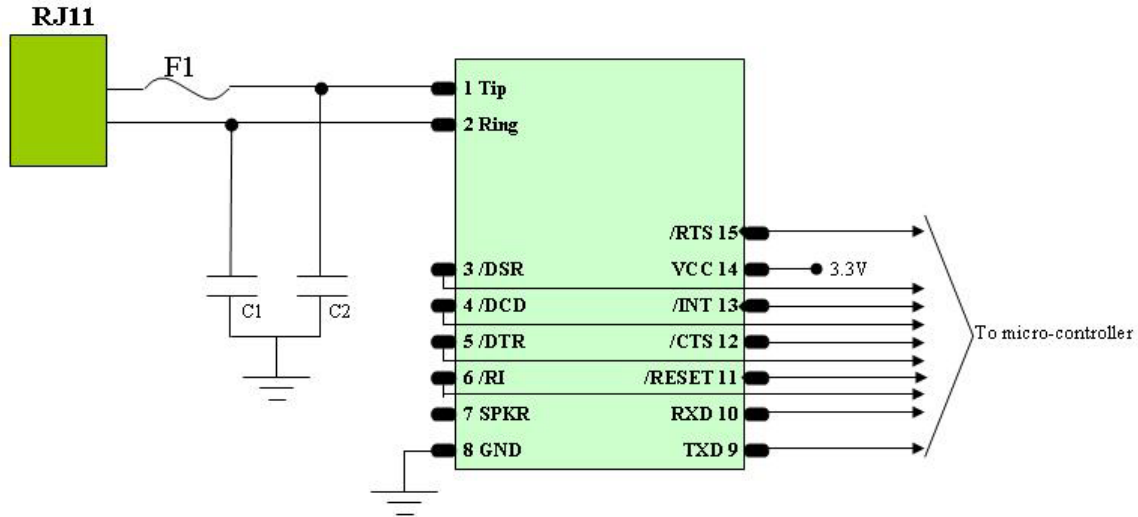 RJ11
F1
1 Tip
2 Ring
/RTS 15
3 /DSR
VCC 14
3.3V
4 /DCD
/INT 13
C1
C2
To micro-controller
5 /DTR
/CTS 12
6 /RI
/RESET 11
7 SPKR
RXD 10
8 GND
TXD 9